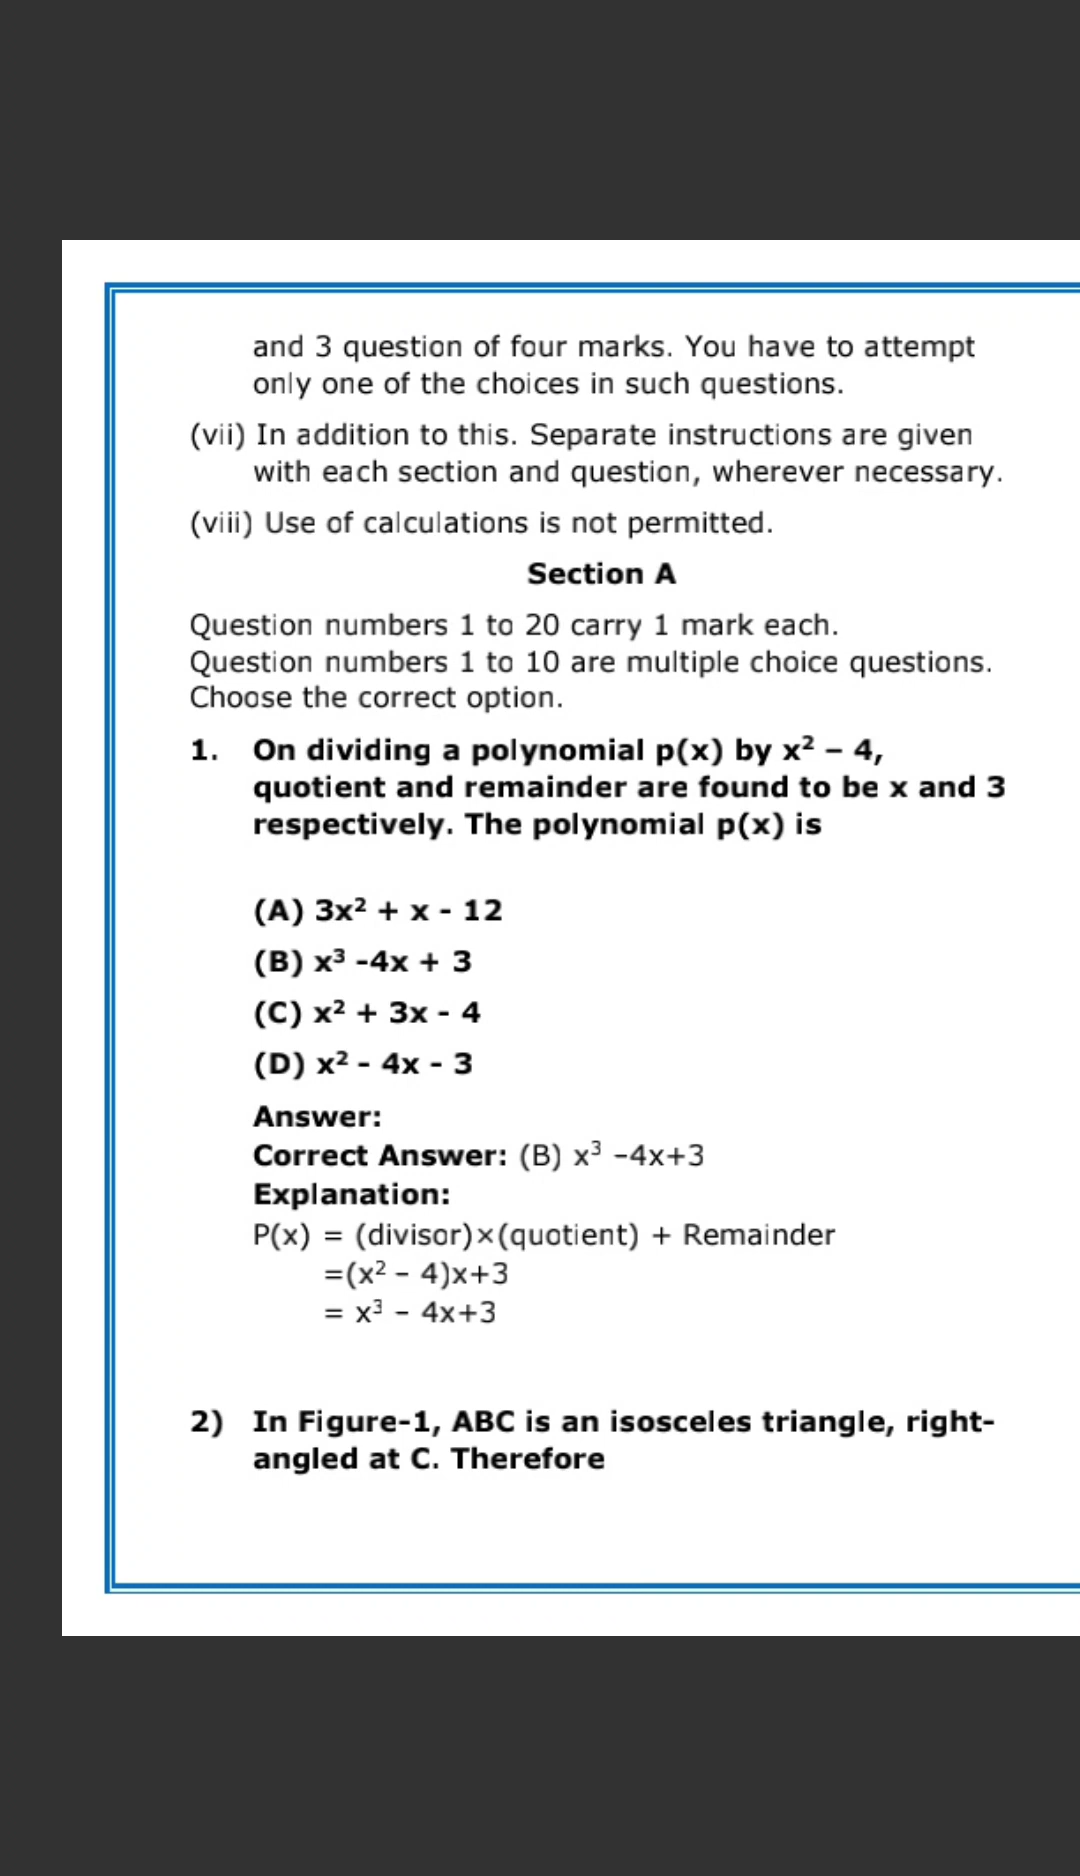 and 3 question of four marks. You have to attempt
only one of the choices in such questions.
(vii) In addition to this. Separate instructions are given
with each section and question, wherever necessary.
(viii) Use of calculations is not permitted.
Section A
Question numbers 1 to 20 carry 1 mark each.
Question numbers 1 to 10 are multiple choice questions.
Choose the correct option.
1. On dividing a polynomial p(x) by x² – 4,
quotient and remainder are found to be x and 3
respectively. The polynomial p(x) is
(A) 3x² + x - 12
(B) x³ -4x + 3
(C) x² + 3x - 4
(D) x² - 4x - 3
Answer:
Correct Answer: (B) x³ -4x+3
Explanation:
P(x) = (divisor)×(quotient) + Remainder
=(x² – 4)x+3
= x³ – 4x+3
2) In Figure-1, ABC is an isosceles triangle, right-
angled at C. Therefore